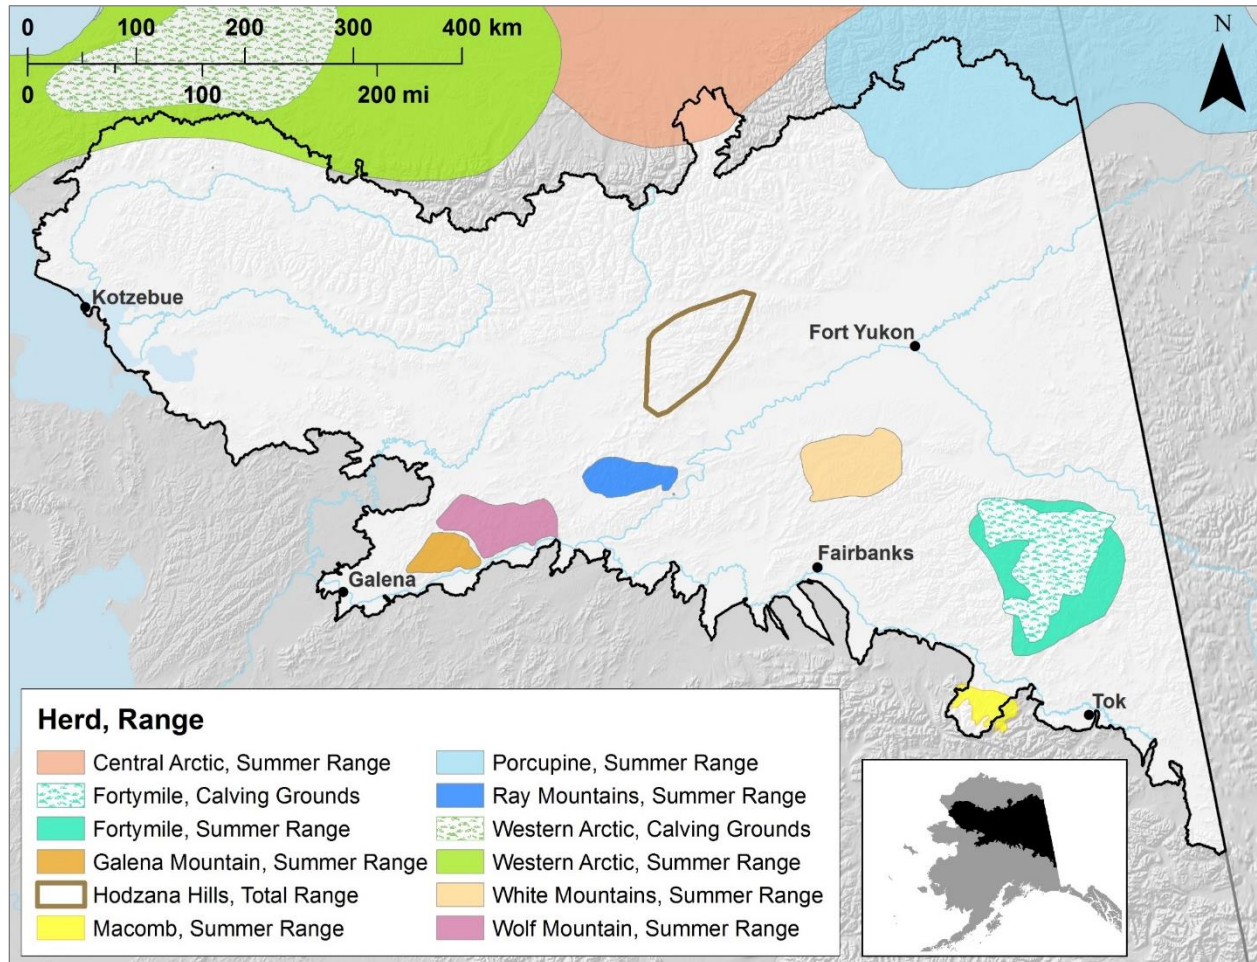 0 100 200 300 400 km
0 100 200 mi
N
Kotzebue
Fort Yukon
Fairbanks
Galena
Tok
Herd, Range
Central Arctic, Summer Range
Fortymile, Calving Grounds
Fortymile, Summer Range
Galena Mountain, Summer Range
Hodzana Hills, Total Range
Macomb, Summer Range
Porcupine, Summer Range
Ray Mountains, Summer Range
Western Arctic, Calving Grounds
Western Arctic, Summer Range
White Mountains, Summer Range
Wolf Mountain, Summer Range